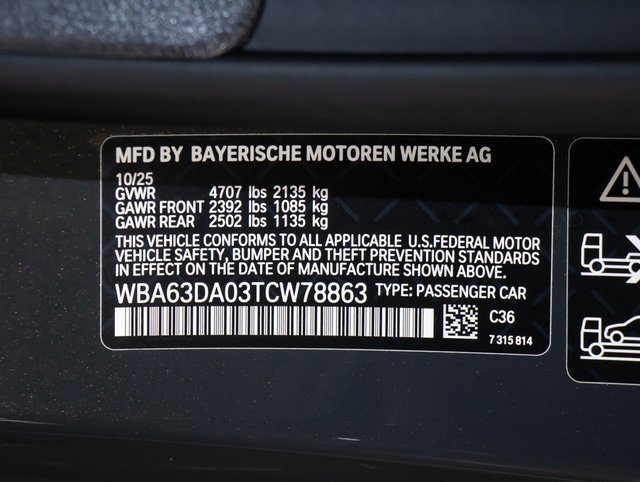 MFD BY BAYERISCHE MOTOREN WERKE AG
10/25
GVWR 4707 lbs 2135 kg
GAWR FRONT 2392 lbs 1085 kg
GAWR REAR 2502 lbs 1135 kg
THIS VEHICLE CONFORMS TO ALL APPLICABLE U.S.FEDERAL MOTOR
VEHICLE SAFETY, BUMPER AND THEFT PREVENTION STANDARDS
IN EFFECT ON THE DATE OF MANUFACTURE SHOWN ABOVE.
WBA63DA03TCW78863 TYPE: PASSENGER CAR
C36
7 315 814